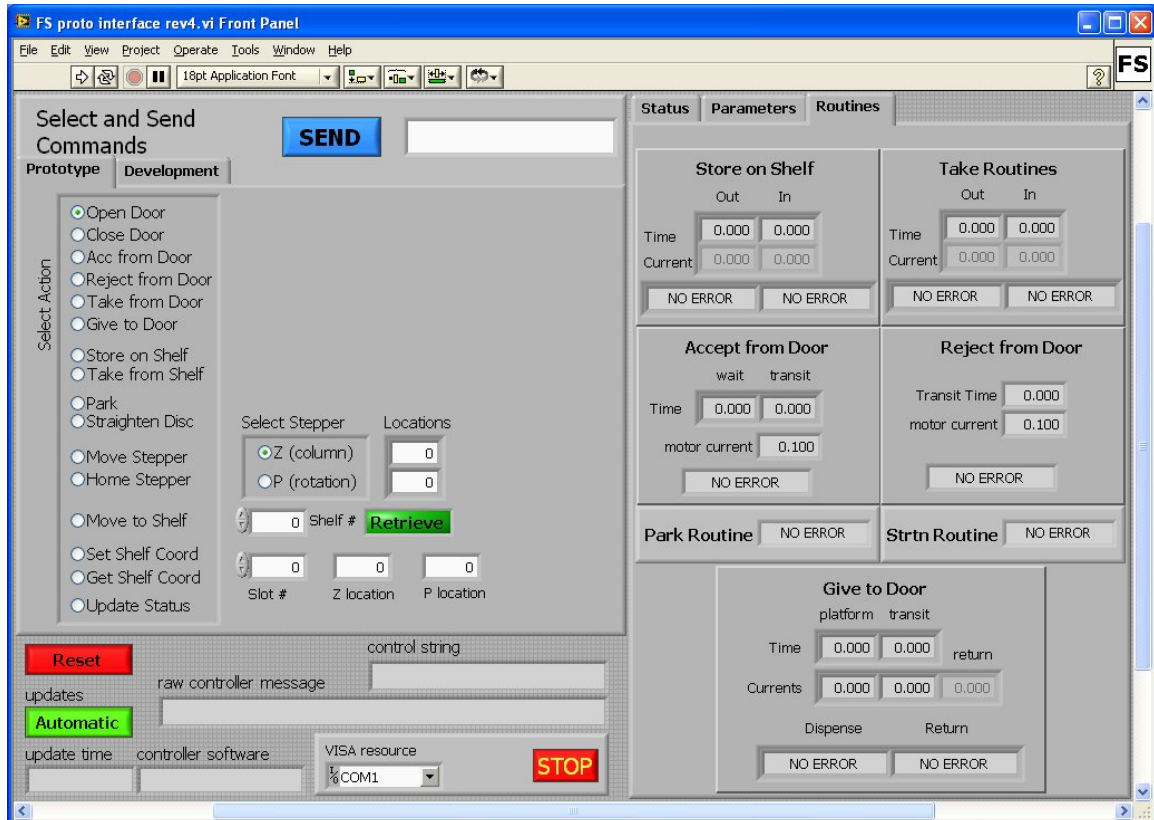 FS proto interface rev4.vi Front Panel
File Edit View Project Operate Tools Window Help
18pt Application Font
FS
Select and Send
Commands
SEND
Prototype Development
Select Action
Open Door
Close Door
Acc from Door
Reject from Door
Take from Door
Give to Door
Store on Shelf
Take from Shelf
Park
Straighten Disc
Move Stepper
Home Stepper
Move to Shelf
Set Shelf Coord
Get Shelf Coord
Update Status
Select Stepper Locations
Z (column) 0
P (rotation) 0
0 Shelf # Retrieve
0 0 0
Slot # Z location P location
Reset
control string
updates
raw controller message
Automatic
update time controller software
VISA resource
I/O COM1
STOP
Status Parameters Routines
Store on Shelf
Out In
Time 0.000 0.000
Current 0.000 0.000
NO ERROR NO ERROR
Take Routines
Out In
Time 0.000 0.000
Current 0.000 0.000
NO ERROR NO ERROR
Accept from Door
wait transit
Time 0.000 0.000
motor current 0.100
NO ERROR
Reject from Door
Transit Time 0.000
motor current 0.100
NO ERROR
Park Routine NO ERROR
Strtn Routine NO ERROR
Give to Door
platform transit
Time 0.000 0.000 return
Currents 0.000 0.000 0.000
Dispense Return
NO ERROR NO ERROR